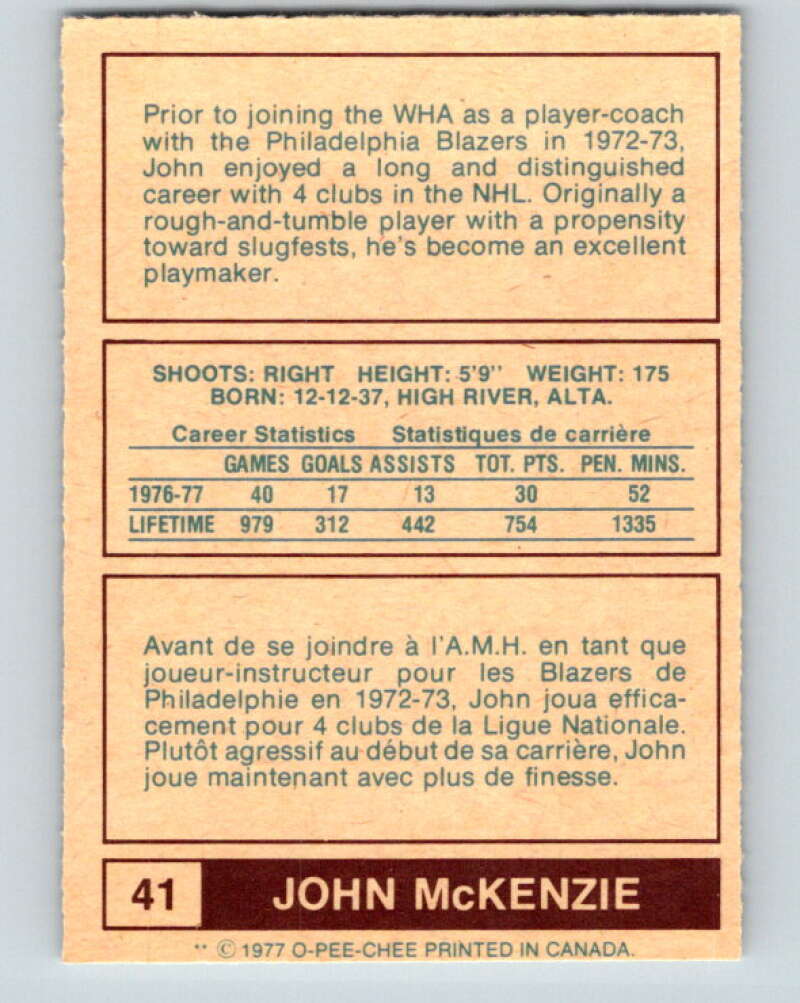 Prior to joining the WHA as a player-coach
with the Philadelphia Blazers in 1972-73,
John enjoyed a long and distinguished
career with 4 clubs in the NHL. Originally a
rough-and-tumble player with a propensity
toward slugfests, he's become an excellent
playmaker.
SHOOTS: RIGHT HEIGHT: 5'9'' WEIGHT: 175
BORN: 12-12-37, HIGH RIVER, ALTA.
Career Statistics Statistiques de carrière
GAMES GOALS ASSISTS TOT. PTS. PEN. MINS.
1976-77 40 17 13 30 52
LIFETIME 979 312 442 754 1335
Avant de se joindre à l'A.M.H. en tant que
joueur-instructeur pour les Blazers de
Philadelphie en 1972-73, John joua effica-
cement pour 4 clubs de la Ligue Nationale.
Plutôt agressif au début de sa carrière, John
joue maintenant avec plus de finesse.
41 JOHN McKENZIE
** © 1977 O-PEE-CHEE PRINTED IN CANADA.